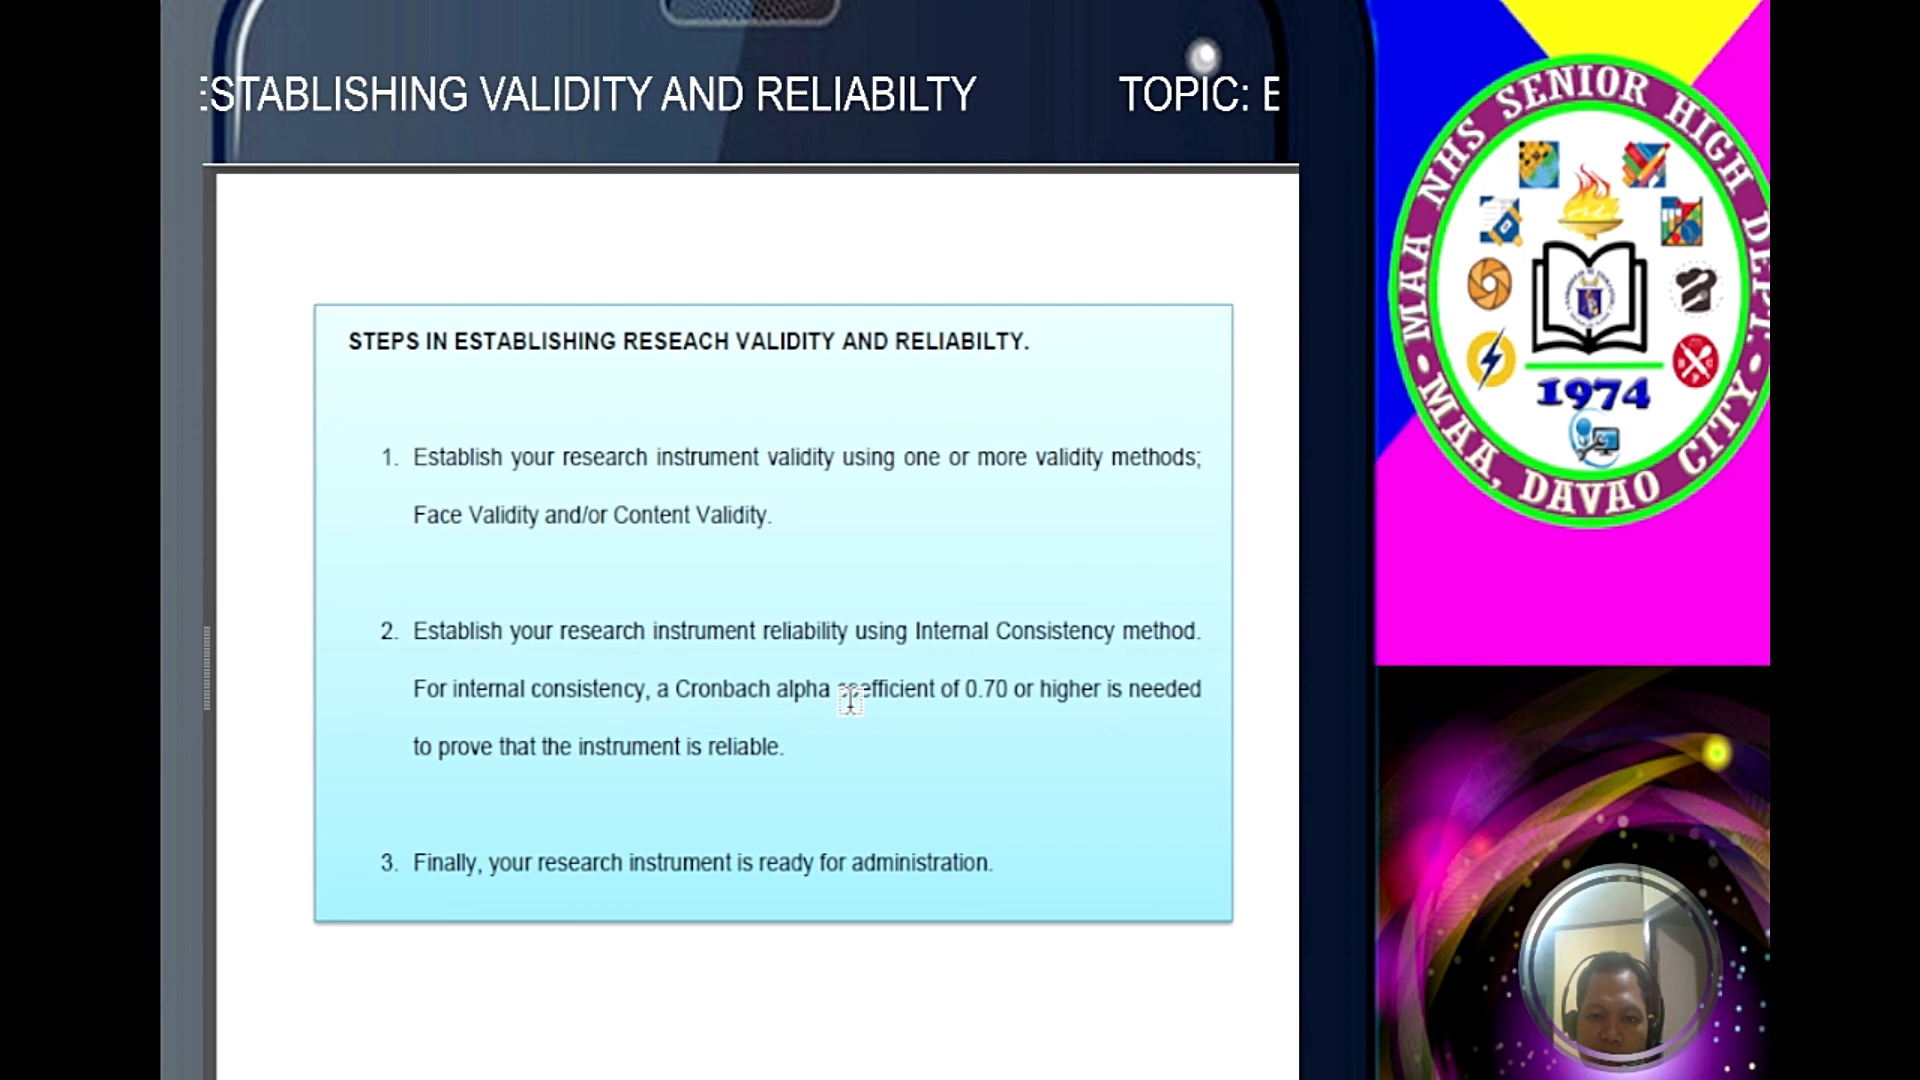 ESTABLISHING VALIDITY AND RELIABILTY TOPIC: E
STEPS IN ESTABLISHING RESEACH VALIDITY AND RELIABILTY.
1. Establish your research instrument validity using one or more validity methods;
Face Validity and/or Content Validity.
2. Establish your research instrument reliability using Internal Consistency method.
For internal consistency, a Cronbach alpha coefficient of 0.70 or higher is needed
to prove that the instrument is reliable.
3. Finally, your research instrument is ready for administration.
MAA NHS SENIOR HIGH DEPT.
1974
MAA, DAVAO CITY